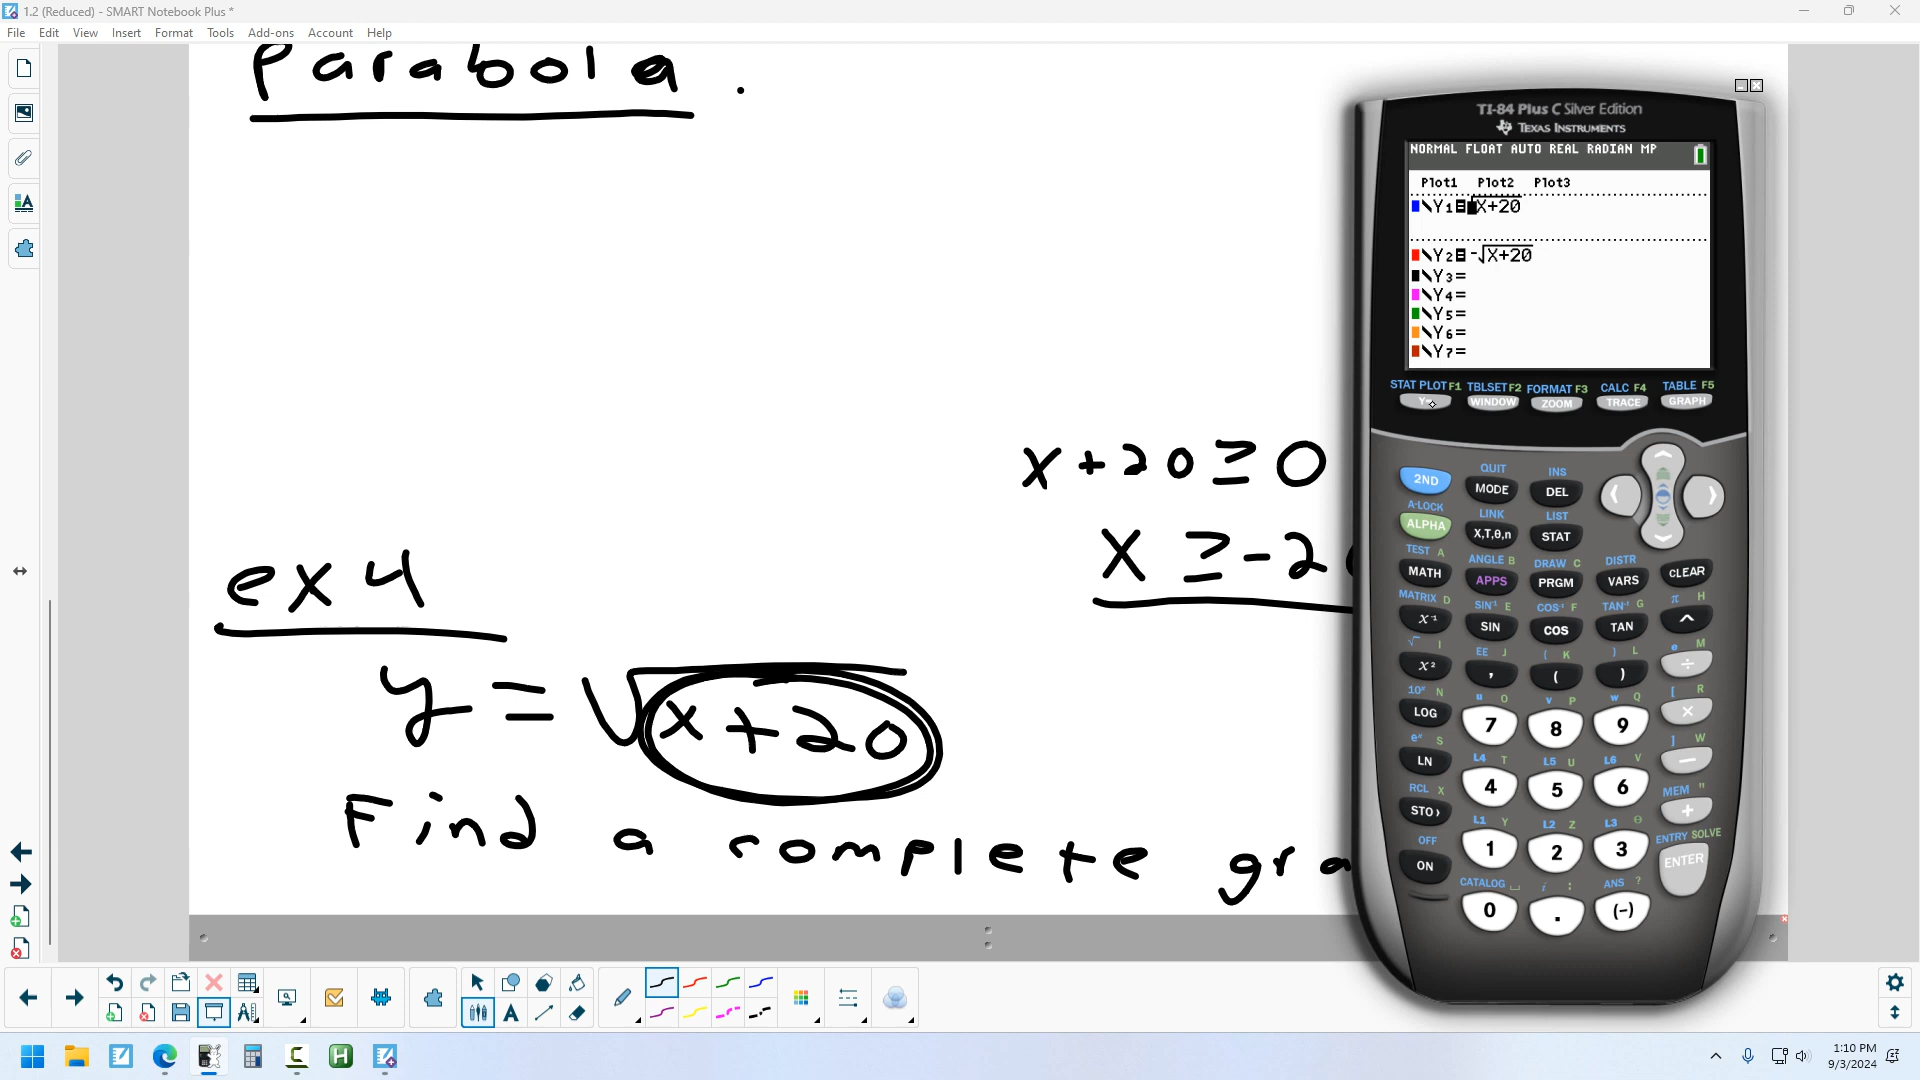 1.2 (Reduced) - SMART Notebook Plus *
File Edit View Insert Format Tools Add-ons Account Help
Parabola.
x+20≥0
x≥-2
ex 4
y=√x+20
Find a complete gra
TI-84 Plus C Silver Edition
TEXAS INSTRUMENTS
NORMAL FLOAT AUTO REAL RADIAN MP
Plot1 Plot2 Plot3
\Y1=√X+20
\Y2=-√X+20
\Y3=
\Y4=
\Y5=
\Y6=
\Y7=
STAT PLOT F1 TBLSET F2 FORMAT F3 CALC F4 TABLE F5
Y= WINDOW ZOOM TRACE GRAPH
QUIT INS
2ND MODE DEL
A-LOCK LINK LIST
ALPHA X,T,θ,n STAT
TEST A ANGLE B DRAW C DISTR
MATH APPS PRGM VARS CLEAR
MATRIX D SIN⁻¹ E COS⁻¹ F TAN⁻¹ G π H
x⁻¹ SIN COS TAN ^
√ I EE J { K } L e M
x² , ( ) ÷
10ˣ N u O v P w Q [ R
LOG 7 8 9 ×
eˣ S L4 T L5 U L6 V ] W
LN 4 5 6 −
RCL X L1 Y L2 Z L3 θ MEM "
STO› 1 2 3 +
OFF ENTRY SOLVE
ON ENTER
CATALOG ⎵ i : ANS ?
0 . (-)
1:10 PM
9/3/2024